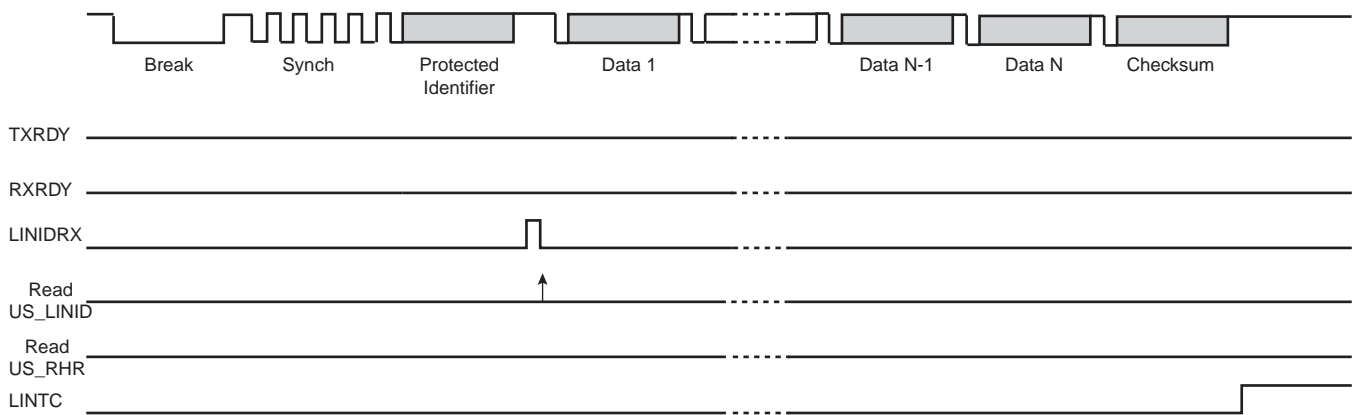 Break Synch Protected Identifier Data 1 Data N-1 Data N Checksum
TXRDY
RXRDY
LINIDRX
Read
US_LINID
Read
US_RHR
LINTC